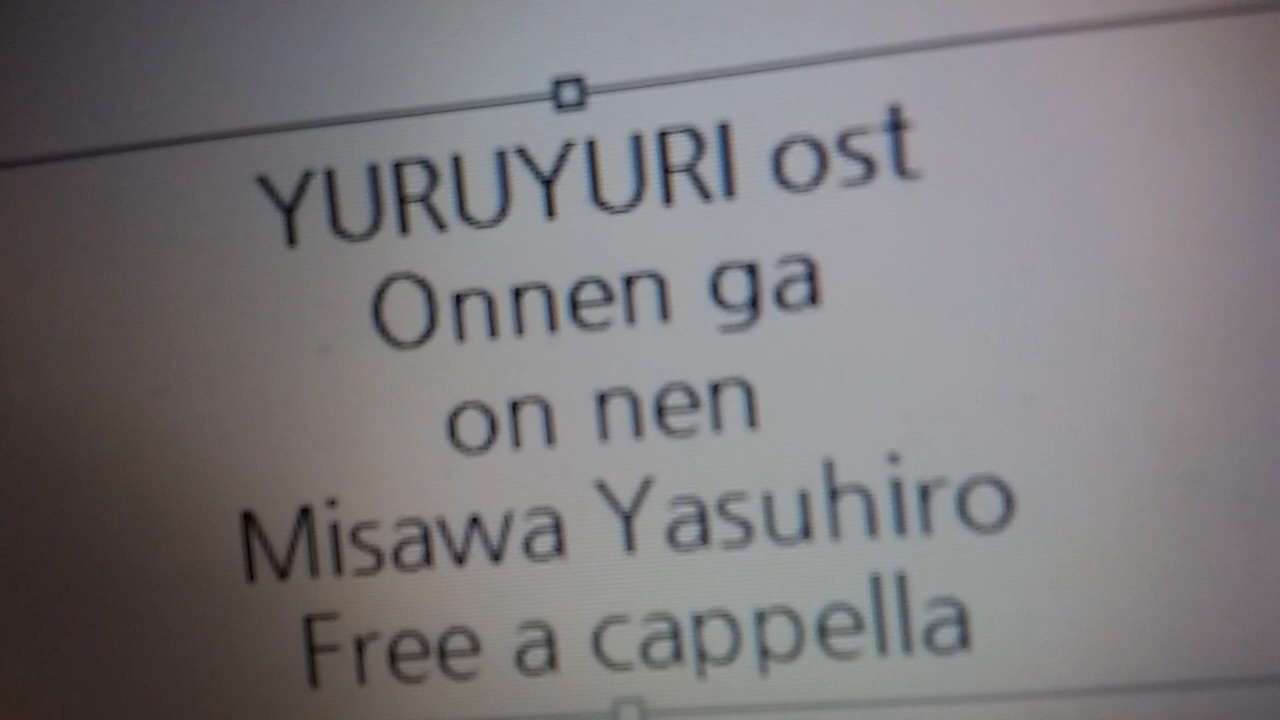 YURUYURI ost
Onnen ga
on nen
Misawa Yasuhiro
Free a cappella